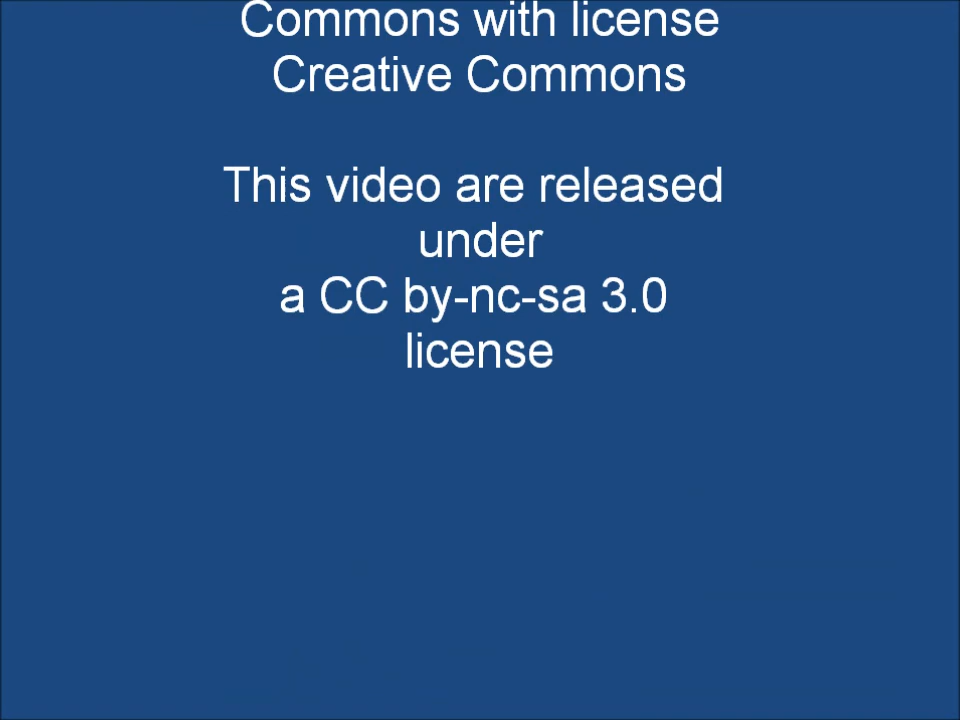 Commons with license
Creative Commons
This video are released
under
a CC by-nc-sa 3.0
license